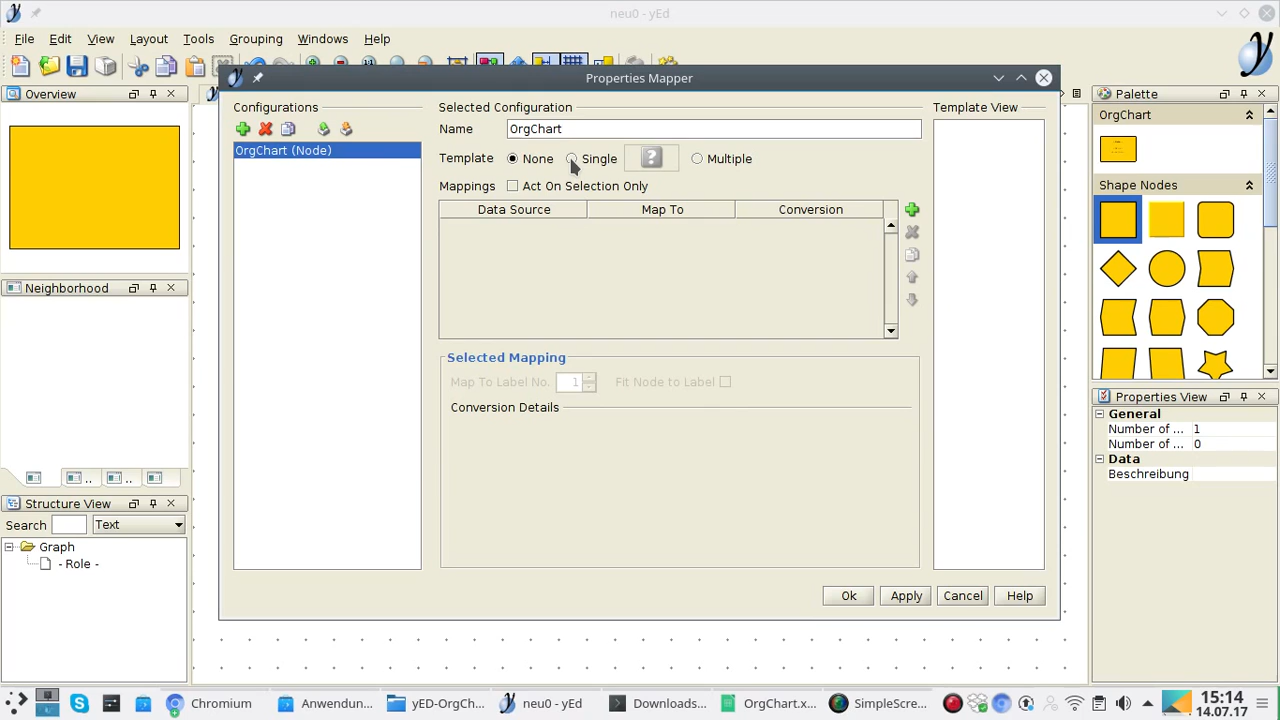 neu0 - yEd
File Edit View Layout Tools Grouping Windows Help
Properties Mapper
Overview
Neighborhood
..
..
Structure View
Search Text
Graph
- Role -
Configurations
OrgChart (Node)
Selected Configuration
Name OrgChart
Template None Single ? Multiple
Mappings Act On Selection Only
Data Source Map To Conversion
Selected Mapping
Map To Label No. 1 Fit Node to Label
Conversion Details
Template View
Ok Apply Cancel Help
Palette
OrgChart
Shape Nodes
Properties View
General
Number of ... 1
Number of ... 0
Data
Beschreibung
Chromium Anwendun... yED-OrgCh... neu0 - yEd Downloads... OrgChart.x... SimpleScre...
15:14
14.07.17